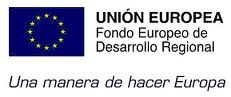 UNIÓN EUROPEA
Fondo Europeo de
Desarrollo Regional
Una manera de hacer Europa